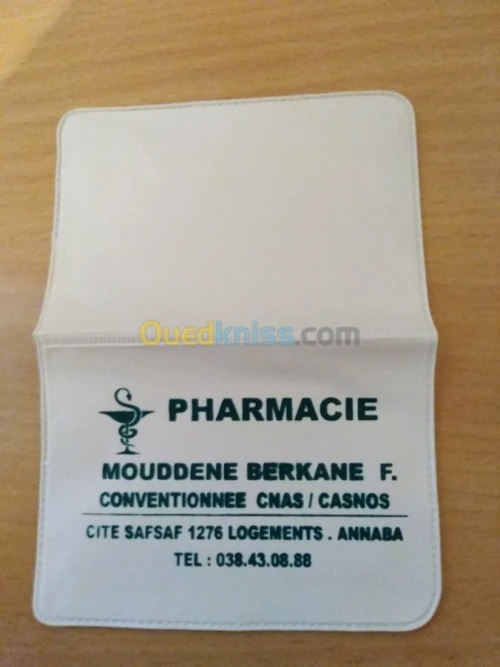 Ouedkniss.com
PHARMACIE
MOUDDENE BERKANE F.
CONVENTIONNEE CNAS / CASNOS
CITE SAFSAF 1276 LOGEMENTS . ANNABA
TEL : 038.43.08.88